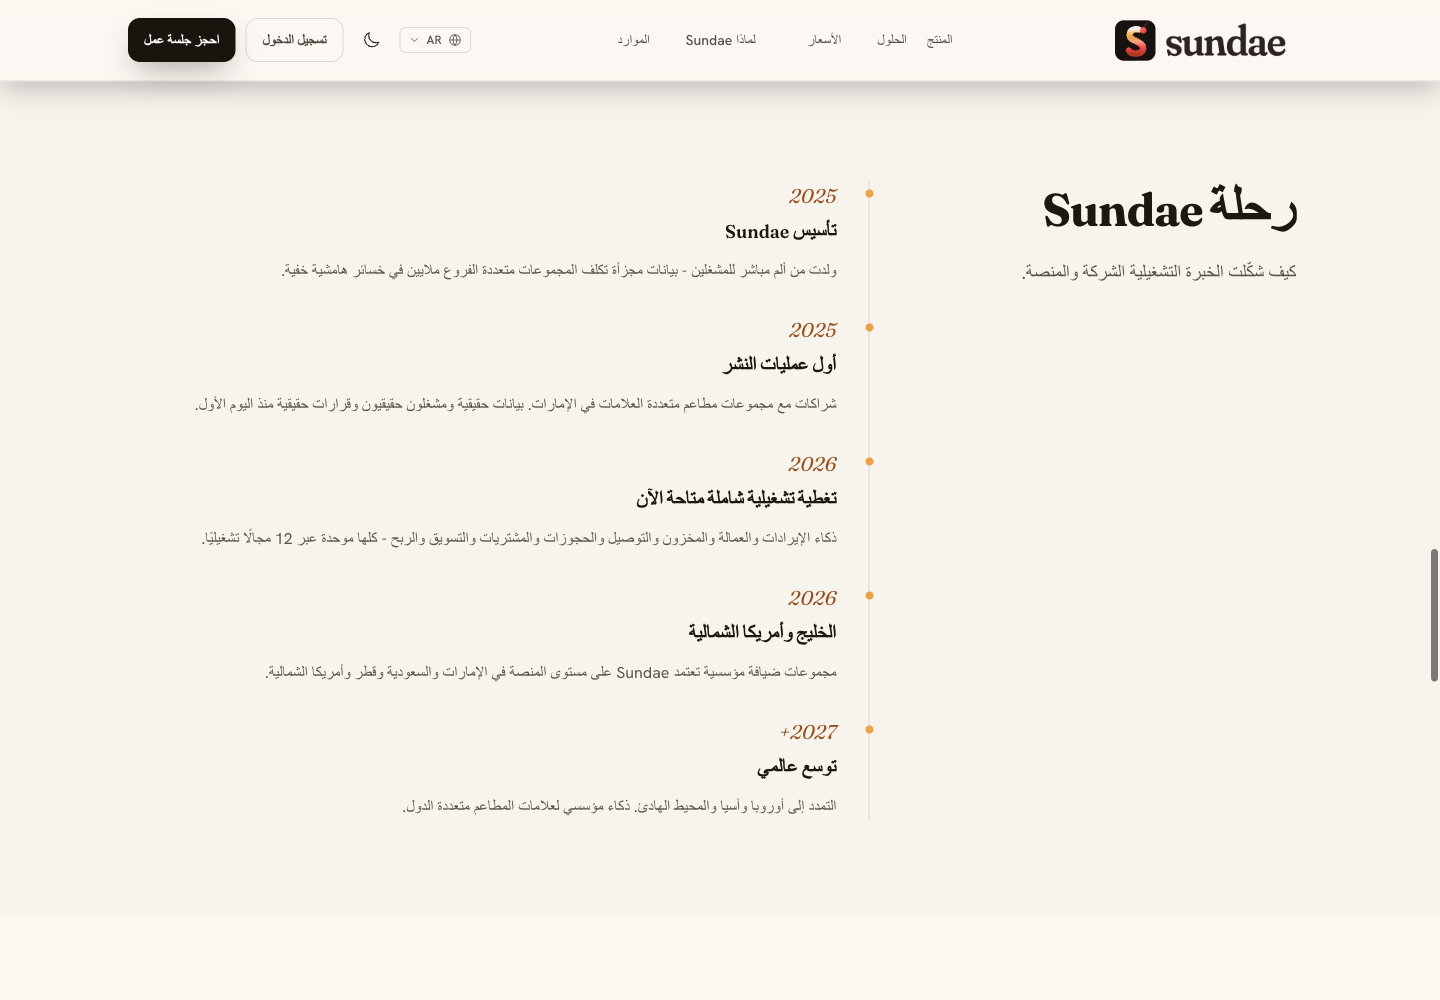 sundae
المنتج
الحلول
الأسعار
لماذا Sundae
الموارد
AR
تسجيل الدخول
احجز جلسة عمل
رحلة Sundae
كيف شكّلت الخبرة التشغيلية الشركة والمنصة.
2025
تأسيس Sundae
ولدت من ألم مباشر للمشغلين - بيانات مجزأة تكلف المجموعات متعددة الفروع ملايين في خسائر هامشية خفية.
2025
أول عمليات النشر
شراكات مع مجموعات مطاعم متعددة العلامات في الإمارات. بيانات حقيقية ومشغلون حقيقيون وقرارات حقيقية منذ اليوم الأول.
2026
تغطية تشغيلية شاملة متاحة الآن
ذكاء الإيرادات والعمالة والمخزون والتوصيل والحجوزات والمشتريات والتسويق والربح - كلها موحدة عبر 12 مجالًا تشغيليًا.
2026
الخليج وأمريكا الشمالية
مجموعات ضيافة مؤسسية تعتمد Sundae على مستوى المنصة في الإمارات والسعودية وقطر وأمريكا الشمالية.
2027+
توسع عالمي
التمدد إلى أوروبا وآسيا والمحيط الهادئ. ذكاء مؤسسي لعلامات المطاعم متعددة الدول.